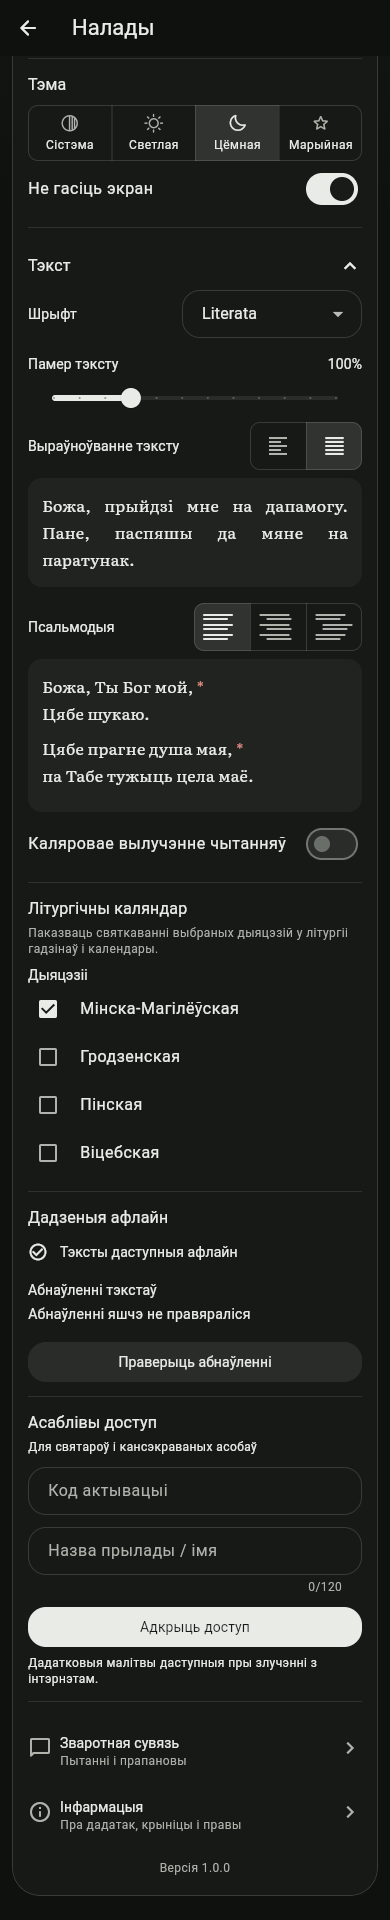 Налады
Тэма
Сістэма
Светлая
Цёмная
Марыйная
Не гасіць экран
Тэкст
Шрыфт
Literata
Памер тэксту
100%
Выраўноўванне тэксту
Божа, прыйдзі мне на дапамогу.
Пане, паспяшы да мяне на
паратунак.
Псальмодыя
Божа, Ты Бог мой, *
Цябе шукаю.
Цябе прагне душа мая, *
па Табе тужыць цела маё.
Каляровае вылучэнне чытанняў
Літургічны каляндар
Паказваць святкаванні выбраных дыяцэзій у літургіі
гадзінаў і календары.
Дыяцэзіі
Мінска-Магілёўская
Гродзенская
Пінская
Віцебская
Дадзеныя афлайн
Тэксты даступныя афлайн
Абнаўленні тэкстаў
Абнаўленні яшчэ не правяраліся
Праверыць абнаўленні
Асаблівы доступ
Для святароў і кансэкраваных асобаў
Код актывацыі
Назва прылады / імя
0/120
Адкрыць доступ
Дадатковыя малітвы даступныя пры злучэнні з
інтэрнэтам.
Зваротная сувязь
Пытанні і прапановы
Інфармацыя
Пра дадатак, крыніцы і правы
Версія 1.0.0